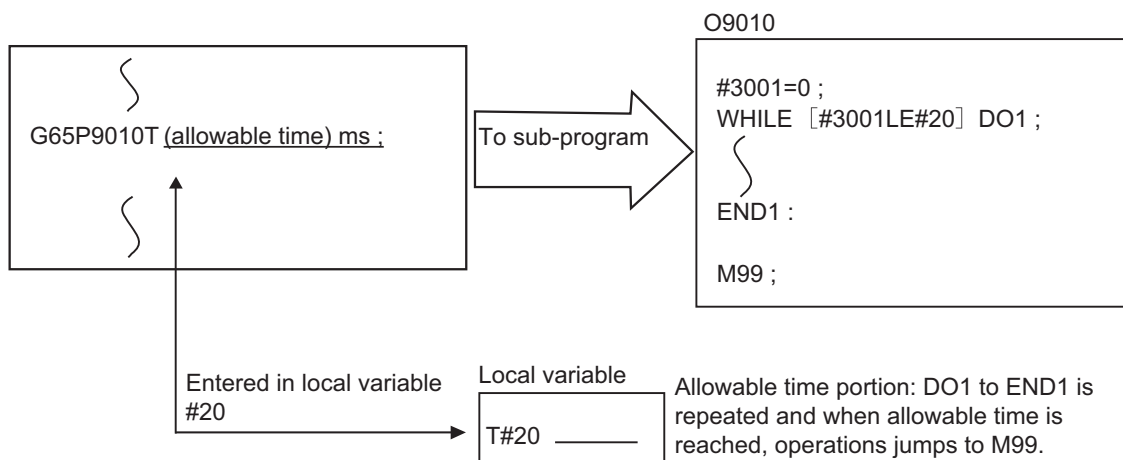 O9010
G65P9010T (allowable time) ms ;
To sub-program
#3001=0 ;
WHILE [#3001LE#20] DO1 ;
END1 :
M99 ;
Entered in local variable
#20
Local variable
T#20
Allowable time portion: DO1 to END1 is
repeated and when allowable time is
reached, operations jumps to M99.